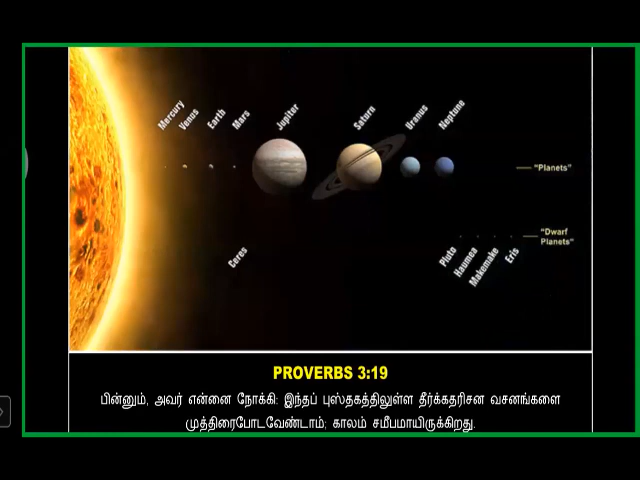 Mercury
Venus
Earth
Mars
Jupiter
Saturn
Uranus
Neptune
"Planets"
Ceres
Pluto
Haumea
Makemake
Eris
"Dwarf
Planets"
PROVERBS 3:19
பின்னும், அவர் என்னை நோக்கி: இந்தப் புஸ்தகத்திலுள்ள தீர்க்கதரிசன வசனங்களை
முத்திரைபோடவேண்டாம்; காலம் சமீபமாயிருக்கிறது.